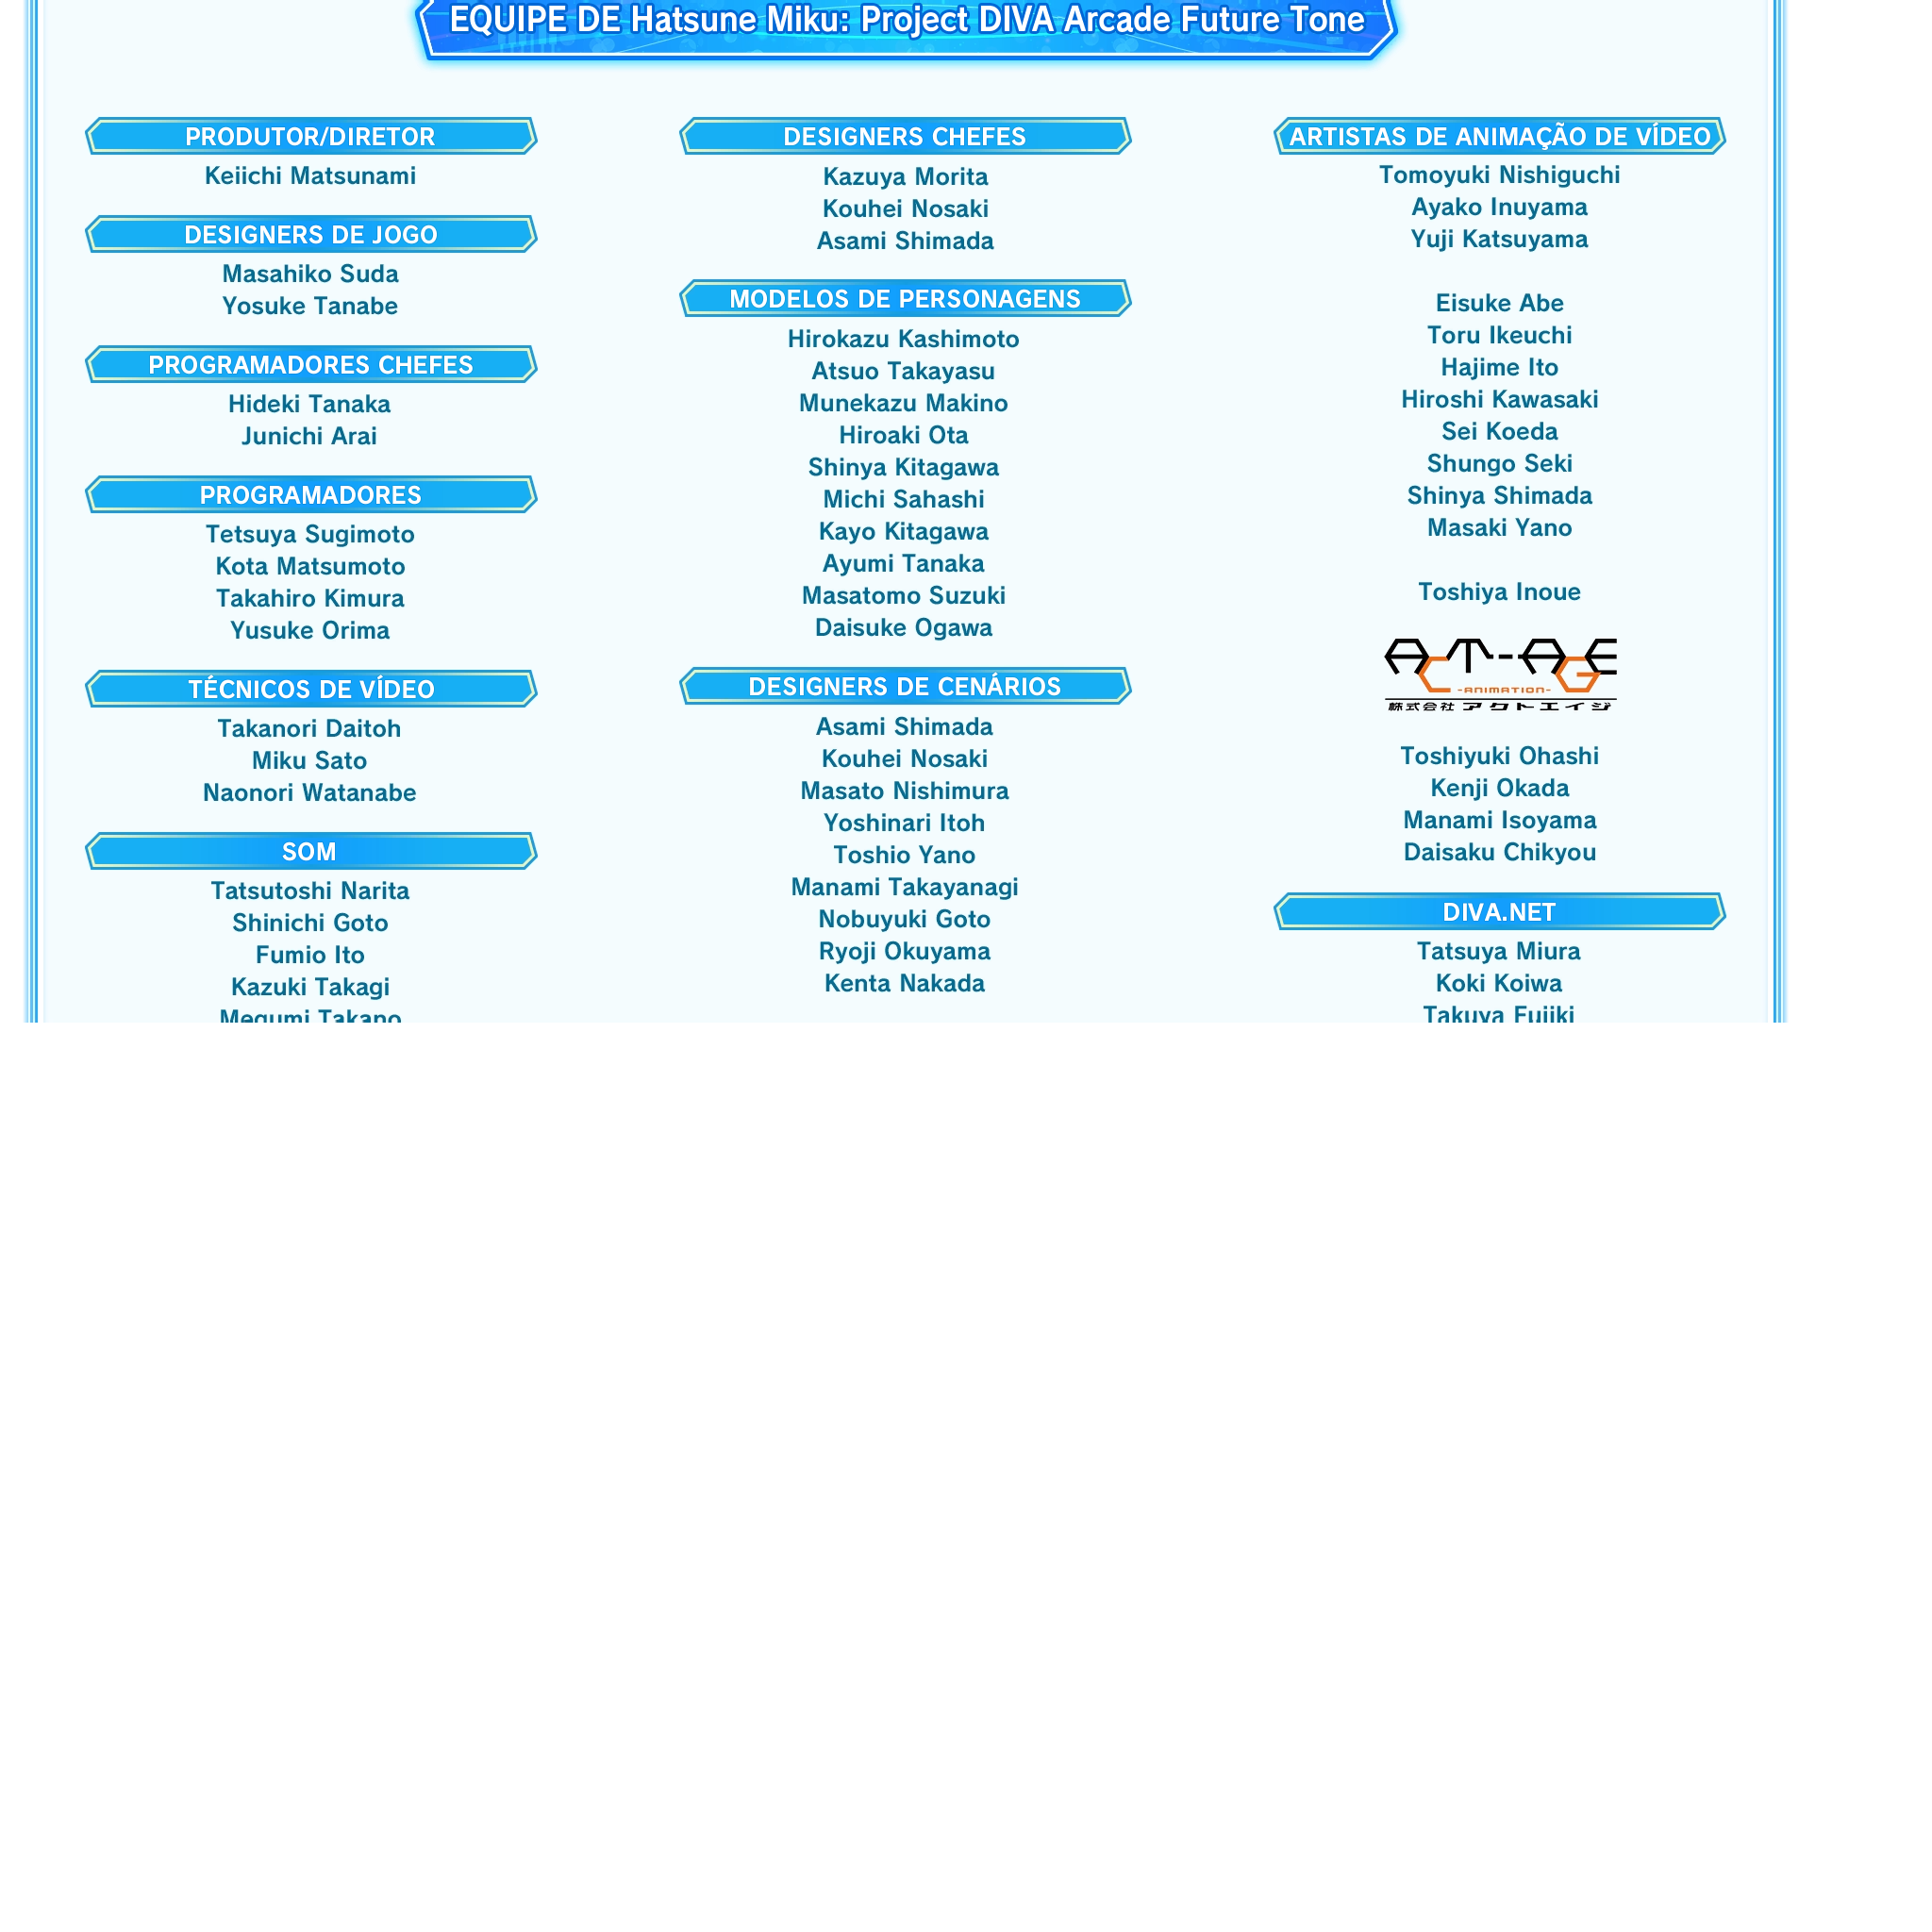 EQUIPE DE Hatsune Miku: Project DIVA Arcade Future Tone
PRODUTOR/DIRETOR
Keiichi Matsunami
DESIGNERS DE JOGO
Masahiko Suda
Yosuke Tanabe
PROGRAMADORES CHEFES
Hideki Tanaka
Junichi Arai
PROGRAMADORES
Tetsuya Sugimoto
Kota Matsumoto
Takahiro Kimura
Yusuke Orima
TÉCNICOS DE VÍDEO
Takanori Daitoh
Miku Sato
Naonori Watanabe
SOM
Tatsutoshi Narita
Shinichi Goto
Fumio Ito
Kazuki Takagi
Megumi Takano
DESIGNERS CHEFES
Kazuya Morita
Kouhei Nosaki
Asami Shimada
MODELOS DE PERSONAGENS
Hirokazu Kashimoto
Atsuo Takayasu
Munekazu Makino
Hiroaki Ota
Shinya Kitagawa
Michi Sahashi
Kayo Kitagawa
Ayumi Tanaka
Masatomo Suzuki
Daisuke Ogawa
DESIGNERS DE CENÁRIOS
Asami Shimada
Kouhei Nosaki
Masato Nishimura
Yoshinari Itoh
Toshio Yano
Manami Takayanagi
Nobuyuki Goto
Ryoji Okuyama
Kenta Nakada
ARTISTAS DE ANIMAÇÃO DE VÍDEO
Tomoyuki Nishiguchi
Ayako Inuyama
Yuji Katsuyama
Eisuke Abe
Toru Ikeuchi
Hajime Ito
Hiroshi Kawasaki
Sei Koeda
Shungo Seki
Shinya Shimada
Masaki Yano
Toshiya Inoue
ACT-AGE
-ANIMATION-
株式会社 アクトエイジ
Toshiyuki Ohashi
Kenji Okada
Manami Isoyama
Daisaku Chikyou
DIVA.NET
Tatsuya Miura
Koki Koiwa
Takuya Fujiki